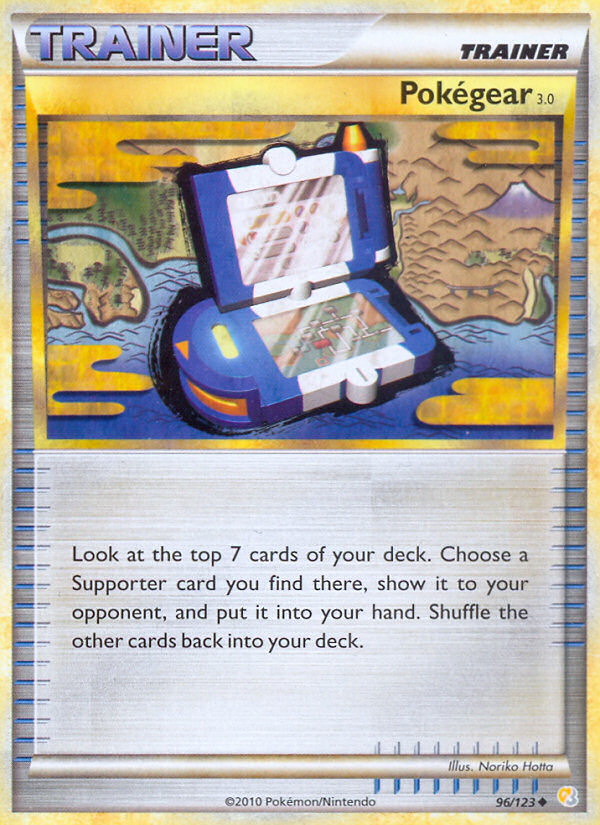 TRAINER
TRAINER
Pokégear 3.0
Look at the top 7 cards of your deck. Choose a
Supporter card you find there, show it to your
opponent, and put it into your hand. Shuffle the
other cards back into your deck.
Illus. Noriko Hotta
©2010 Pokémon/Nintendo
96/123